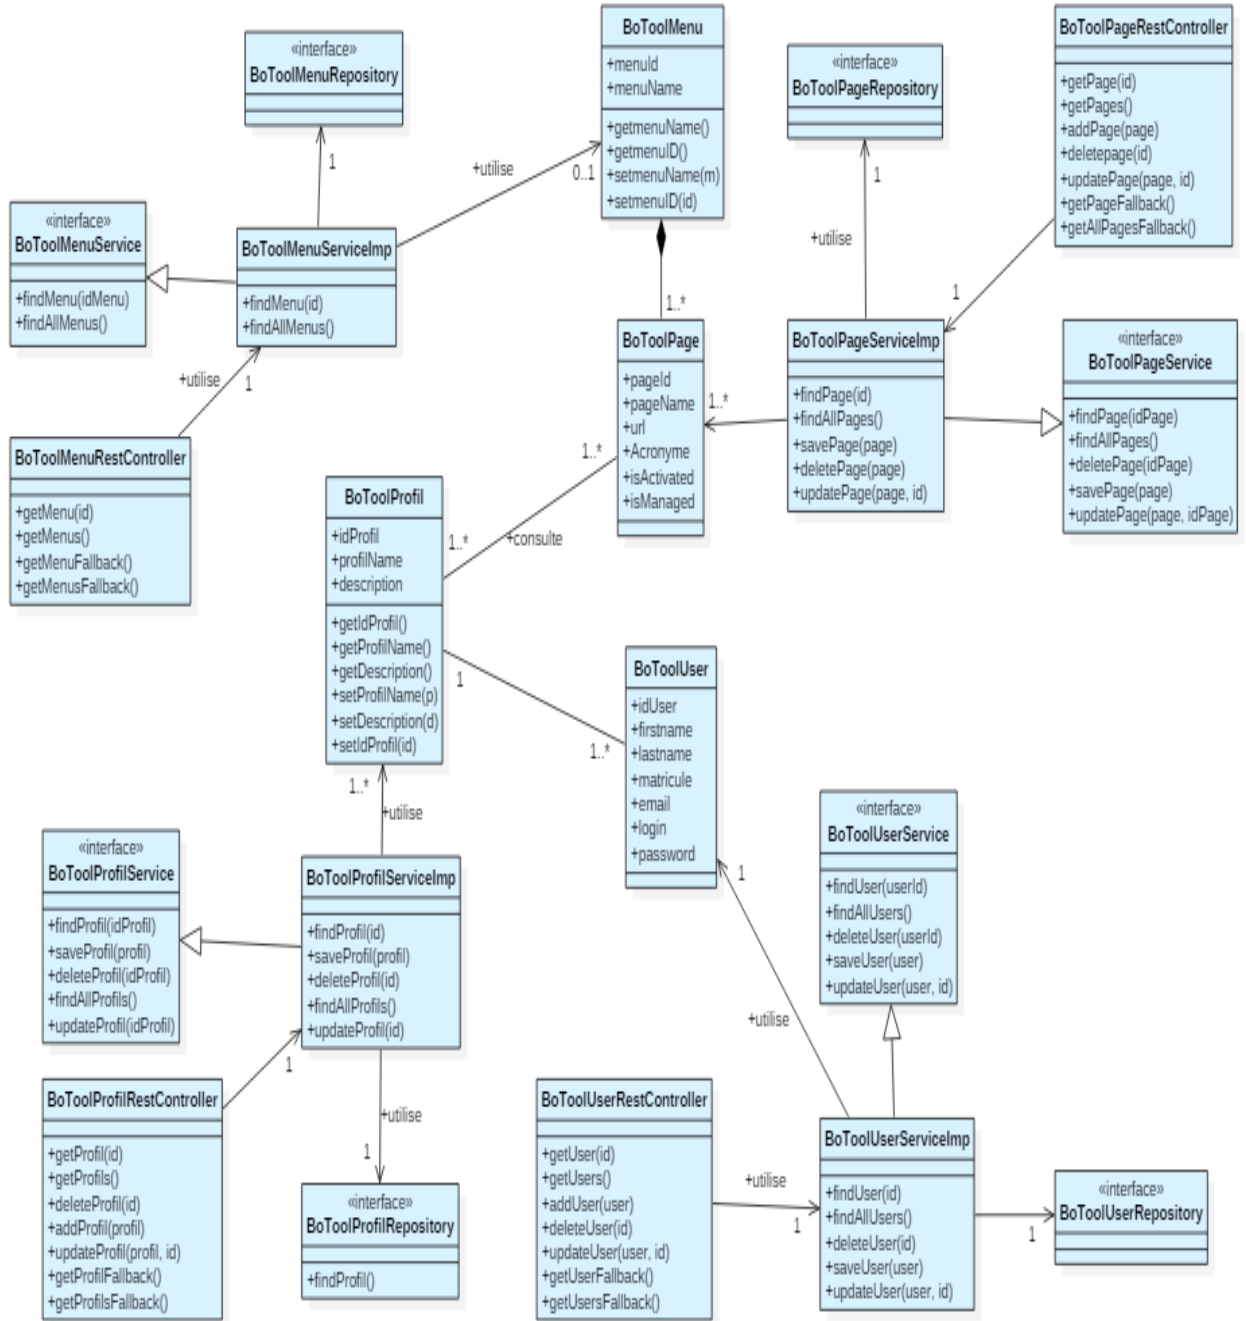 «interface»
BoToolMenuRepository
1
BoToolMenu
+menuId
+menuName
+getmenuName()
+getmenuID()
+setmenuName(m)
+setmenuID(id)
+utilise
0..1
«interface»
BoToolPageRepository
1
+utilise
BoToolPageRestController
+getPage(id)
+getPages()
+addPage(page)
+deletepage(id)
+updatePage(page, id)
+getPageFallback()
+getAllPagesFallback()
1
«interface»
BoToolMenuService
+findMenu(idMenu)
+findAllMenus()
BoToolMenuServiceImp
+findMenu(id)
+findAllMenus()
+utilise
1
BoToolMenuRestController
+getMenu(id)
+getMenus()
+getMenuFallback()
+getMenusFallback()
1..*
BoToolPage
+pageId
+pageName
+url
+Acronyme
+isActivated
+isManaged
1..*
BoToolPageServiceImp
+findPage(id)
+findAllPages()
+savePage(page)
+deletePage(page)
+updatePage(page, id)
«interface»
BoToolPageService
+findPage(idPage)
+findAllPages()
+deletePage(idPage)
+savePage(page)
+updatePage(page, idPage)
1..*
1..*
+consulte
BoToolProfil
+idProfil
+profilName
+description
+getIdProfil()
+getProfilName()
+getDescription()
+setProfilName(p)
+setDescription(d)
+setIdProfil(id)
1
1..*
BoToolUser
+idUser
+firstname
+lastname
+matricule
+email
+login
+password
1
+utilise
1..*
+utilise
«interface»
BoToolProfilService
+findProfil(idProfil)
+saveProfil(profil)
+deleteProfil(idProfil)
+findAllProfils()
+updateProfil(idProfil)
BoToolProfilServiceImp
+findProfil(id)
+saveProfil(profil)
+deleteProfil(id)
+findAllProfils()
+updateProfil(id)
1
+utilise
1
BoToolProfilRestController
+getProfil(id)
+getProfils()
+deleteProfil(id)
+addProfil(profil)
+updateProfil(profil, id)
+getProfilFallback()
+getProfilsFallback()
«interface»
BoToolProfilRepository
+findProfil()
«interface»
BoToolUserService
+findUser(userId)
+findAllUsers()
+deleteUser(userId)
+saveUser(user)
+updateUser(user, id)
BoToolUserRestController
+getUser(id)
+getUsers()
+addUser(user)
+deleteUser(id)
+updateUser(user, id)
+getUserFallback()
+getUsersFallback()
+utilise
1
BoToolUserServiceImp
+findUser(id)
+findAllUsers()
+deleteUser(id)
+saveUser(user)
+updateUser(user, id)
1
«interface»
BoToolUserRepository